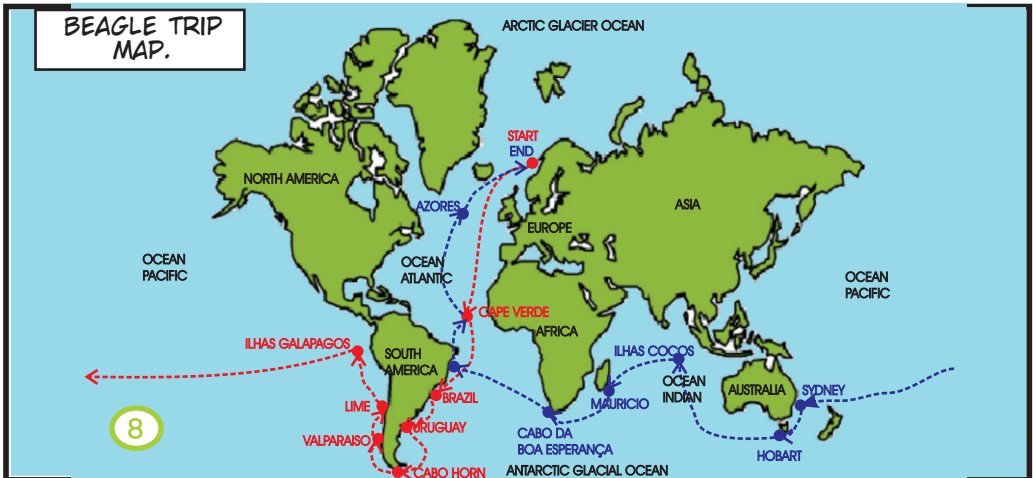 BEAGLE TRIP
MAP.
ARCTIC GLACIER OCEAN
START
END
NORTH AMERICA
AZORES
ASIA
EUROPE
OCEAN
PACIFIC
OCEAN
ATLANTIC
OCEAN
PACIFIC
CAPE VERDE
AFRICA
ILHAS GALAPAGOS
SOUTH
AMERICA
ILHAS COCOS
OCEAN
INDIAN
AUSTRALIA
SYDNEY
BRAZIL
MAURICIO
LIME
8
URUGUAY
VALPARAISO
CABO DA
BOA ESPERANÇA
HOBART
CABO HORN
ANTARCTIC GLACIAL OCEAN